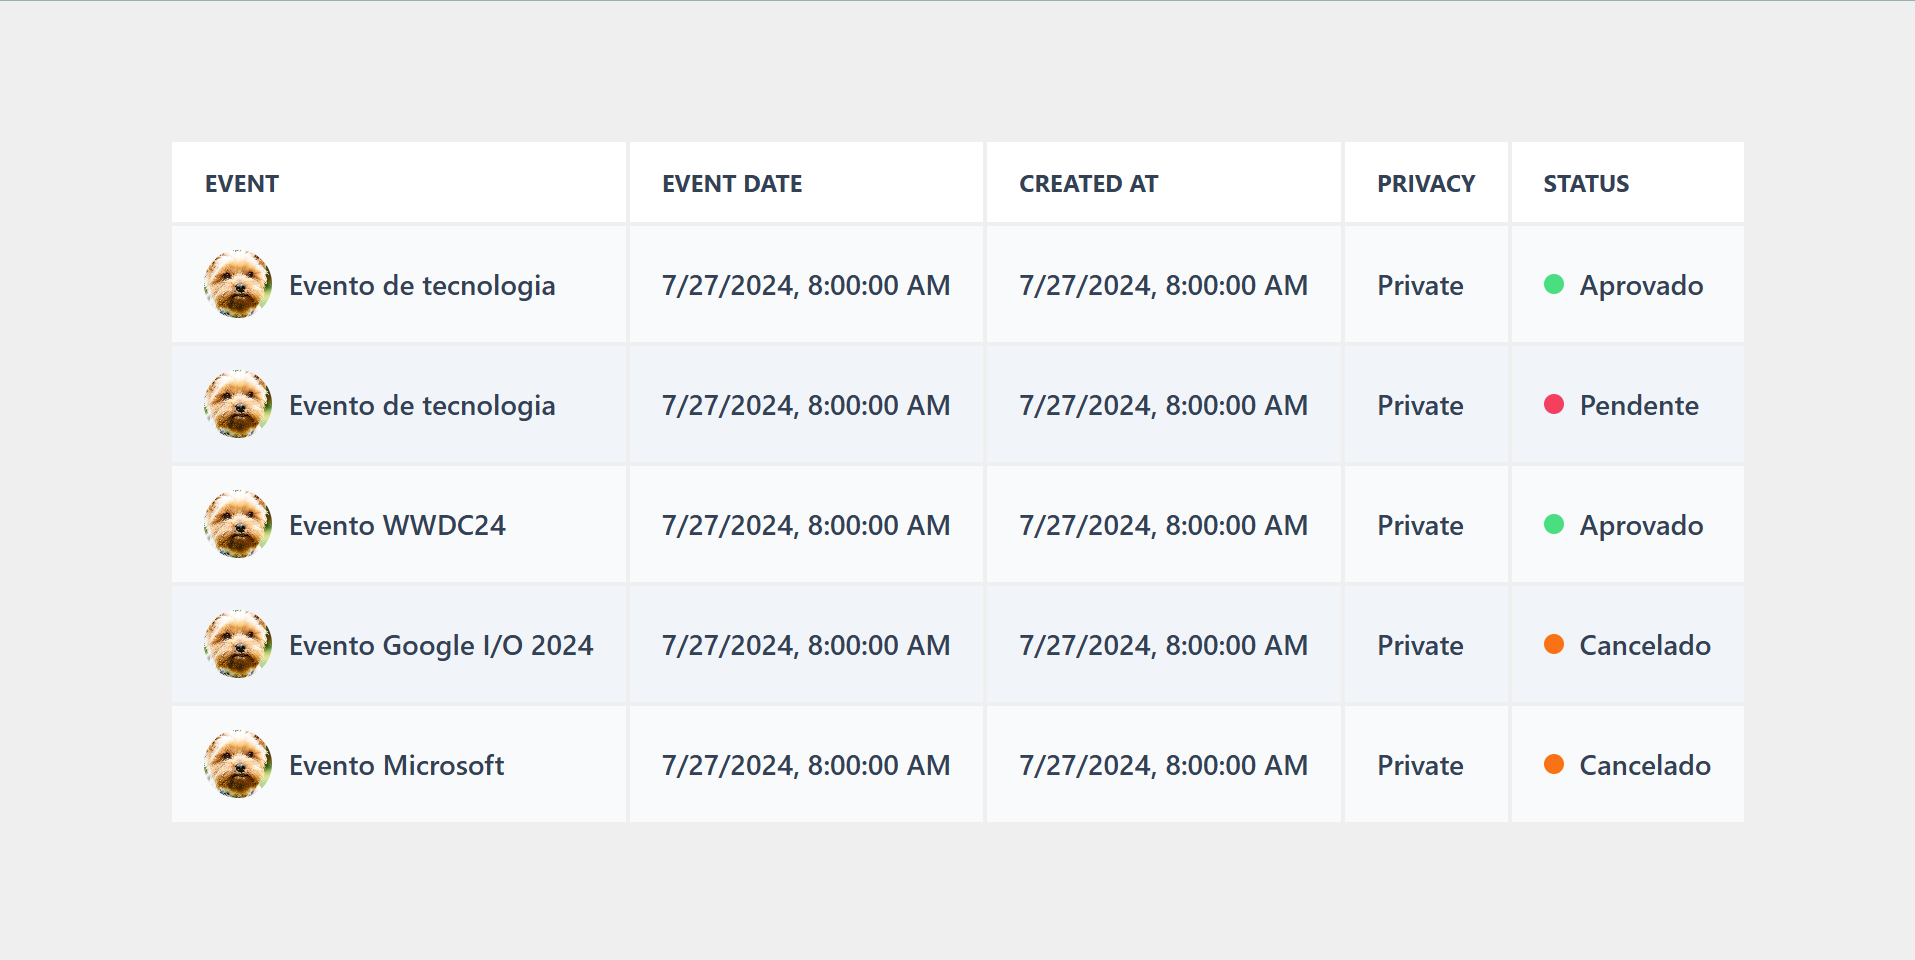 EVENT EVENT DATE CREATED AT PRIVACY STATUS
Evento de tecnologia 7/27/2024, 8:00:00 AM 7/27/2024, 8:00:00 AM Private Aprovado
Evento de tecnologia 7/27/2024, 8:00:00 AM 7/27/2024, 8:00:00 AM Private Pendente
Evento WWDC24 7/27/2024, 8:00:00 AM 7/27/2024, 8:00:00 AM Private Aprovado
Evento Google I/O 2024 7/27/2024, 8:00:00 AM 7/27/2024, 8:00:00 AM Private Cancelado
Evento Microsoft 7/27/2024, 8:00:00 AM 7/27/2024, 8:00:00 AM Private Cancelado